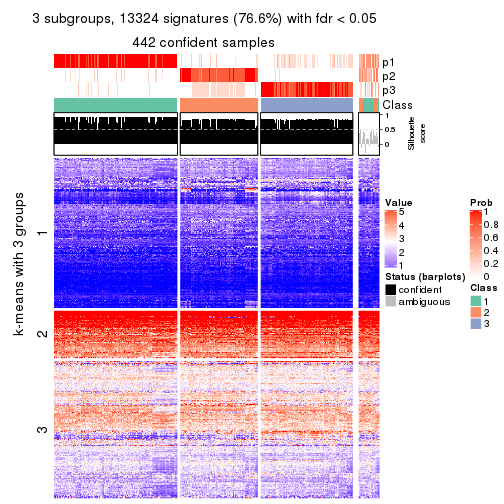 3 subgroups, 13324 signatures (76.6%) with fdr < 0.05
442 confident samples
p1
p2
p3
Class
1
0.5
0
Silhouette
score
k-means with 3 groups
1
2
3
Value
5
4
3
2
1
Status (barplots)
confident
ambiguous
Prob
1
0.8
0.6
0.4
0.2
0
Class
1
2
3